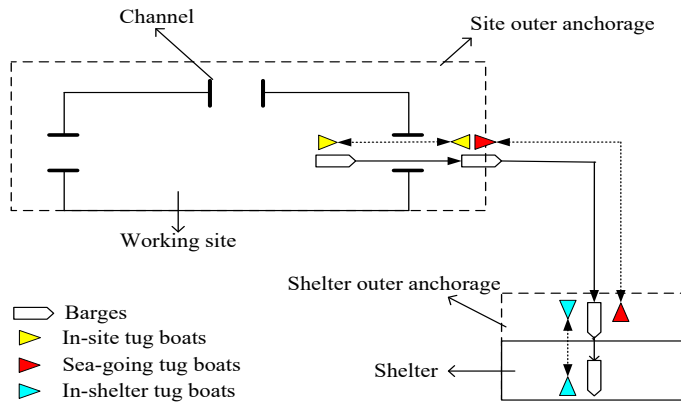 Channel
Site outer anchorage
Working site
Shelter outer anchorage
Barges
In-site tug boats
Sea-going tug boats
In-shelter tug boats
Shelter